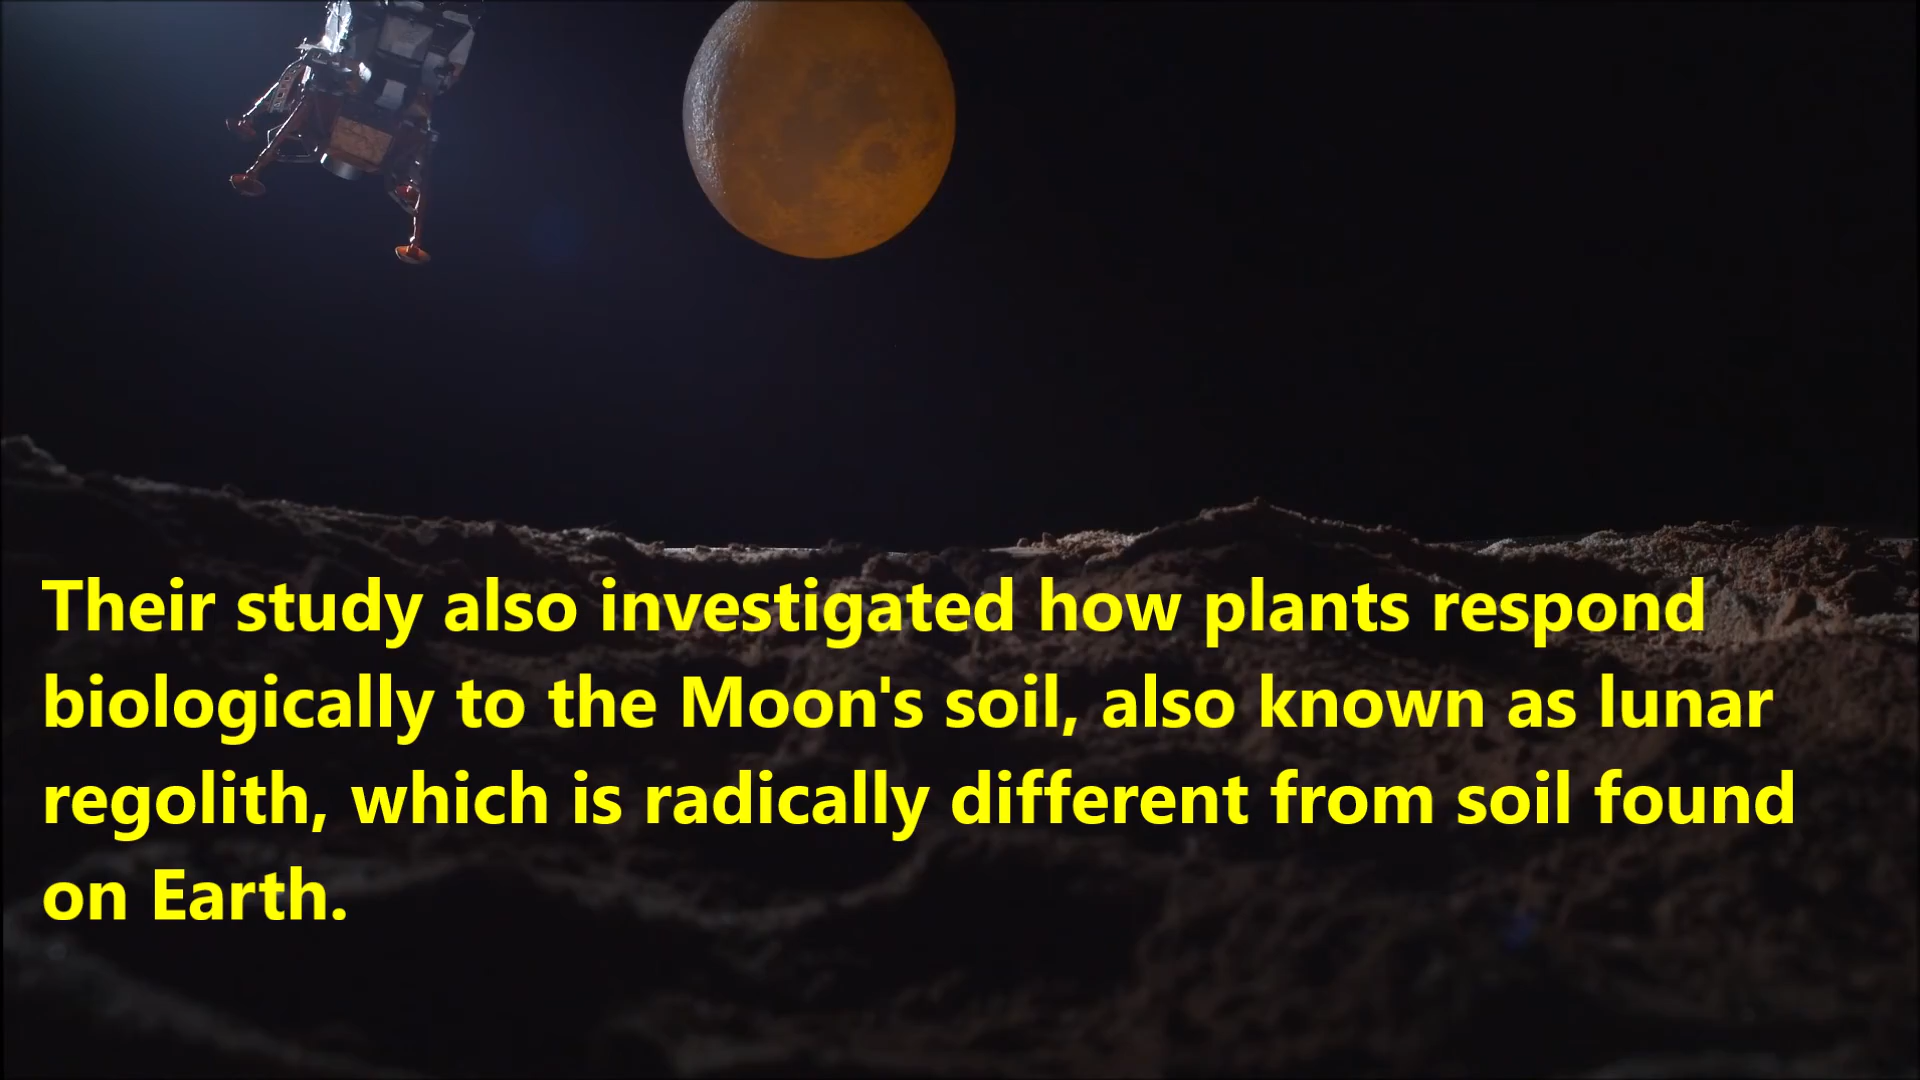 Their study also investigated how plants respond
biologically to the Moon's soil, also known as lunar
regolith, which is radically different from soil found
on Earth.